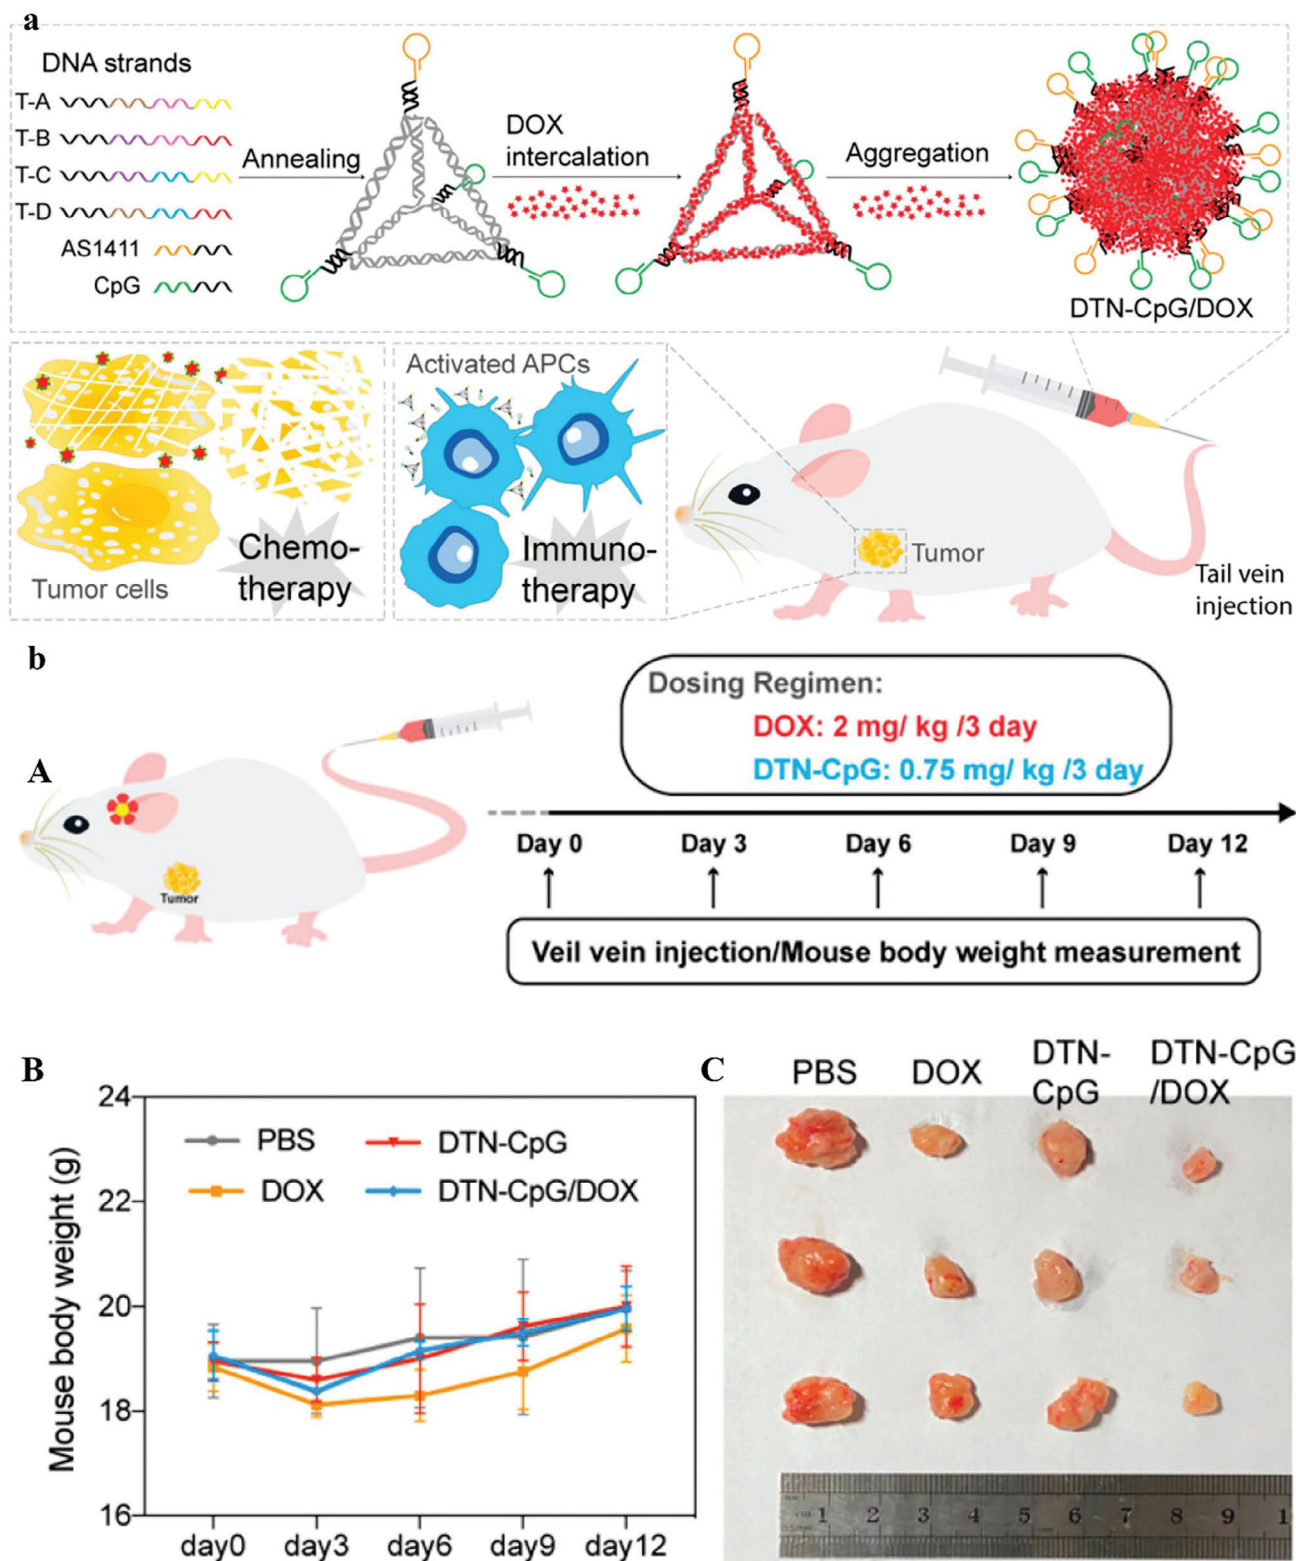 a
DNA strands
T-A
T-B
T-C
T-D
AS1411
CpG
Annealing
DOX
intercalation
Aggregation
DTN-CpG/DOX
Tumor cells
Chemo-
therapy
Activated APCs
Immuno-
therapy
Tumor
Tail vein
injection
b
A
Tumor
Dosing Regimen:
DOX: 2 mg/ kg /3 day
DTN-CpG: 0.75 mg/ kg /3 day
Day 0 Day 3 Day 6 Day 9 Day 12
Veil vein injection/Mouse body weight measurement
B
Mouse body weight (g)
24
22
20
18
16
PBS
DTN-CpG
DOX
DTN-CpG/DOX
day0 day3 day6 day9 day12
C
PBS DOX DTN-CpG DTN-CpG/DOX
1 2 3 4 5 6 7 8 9 1